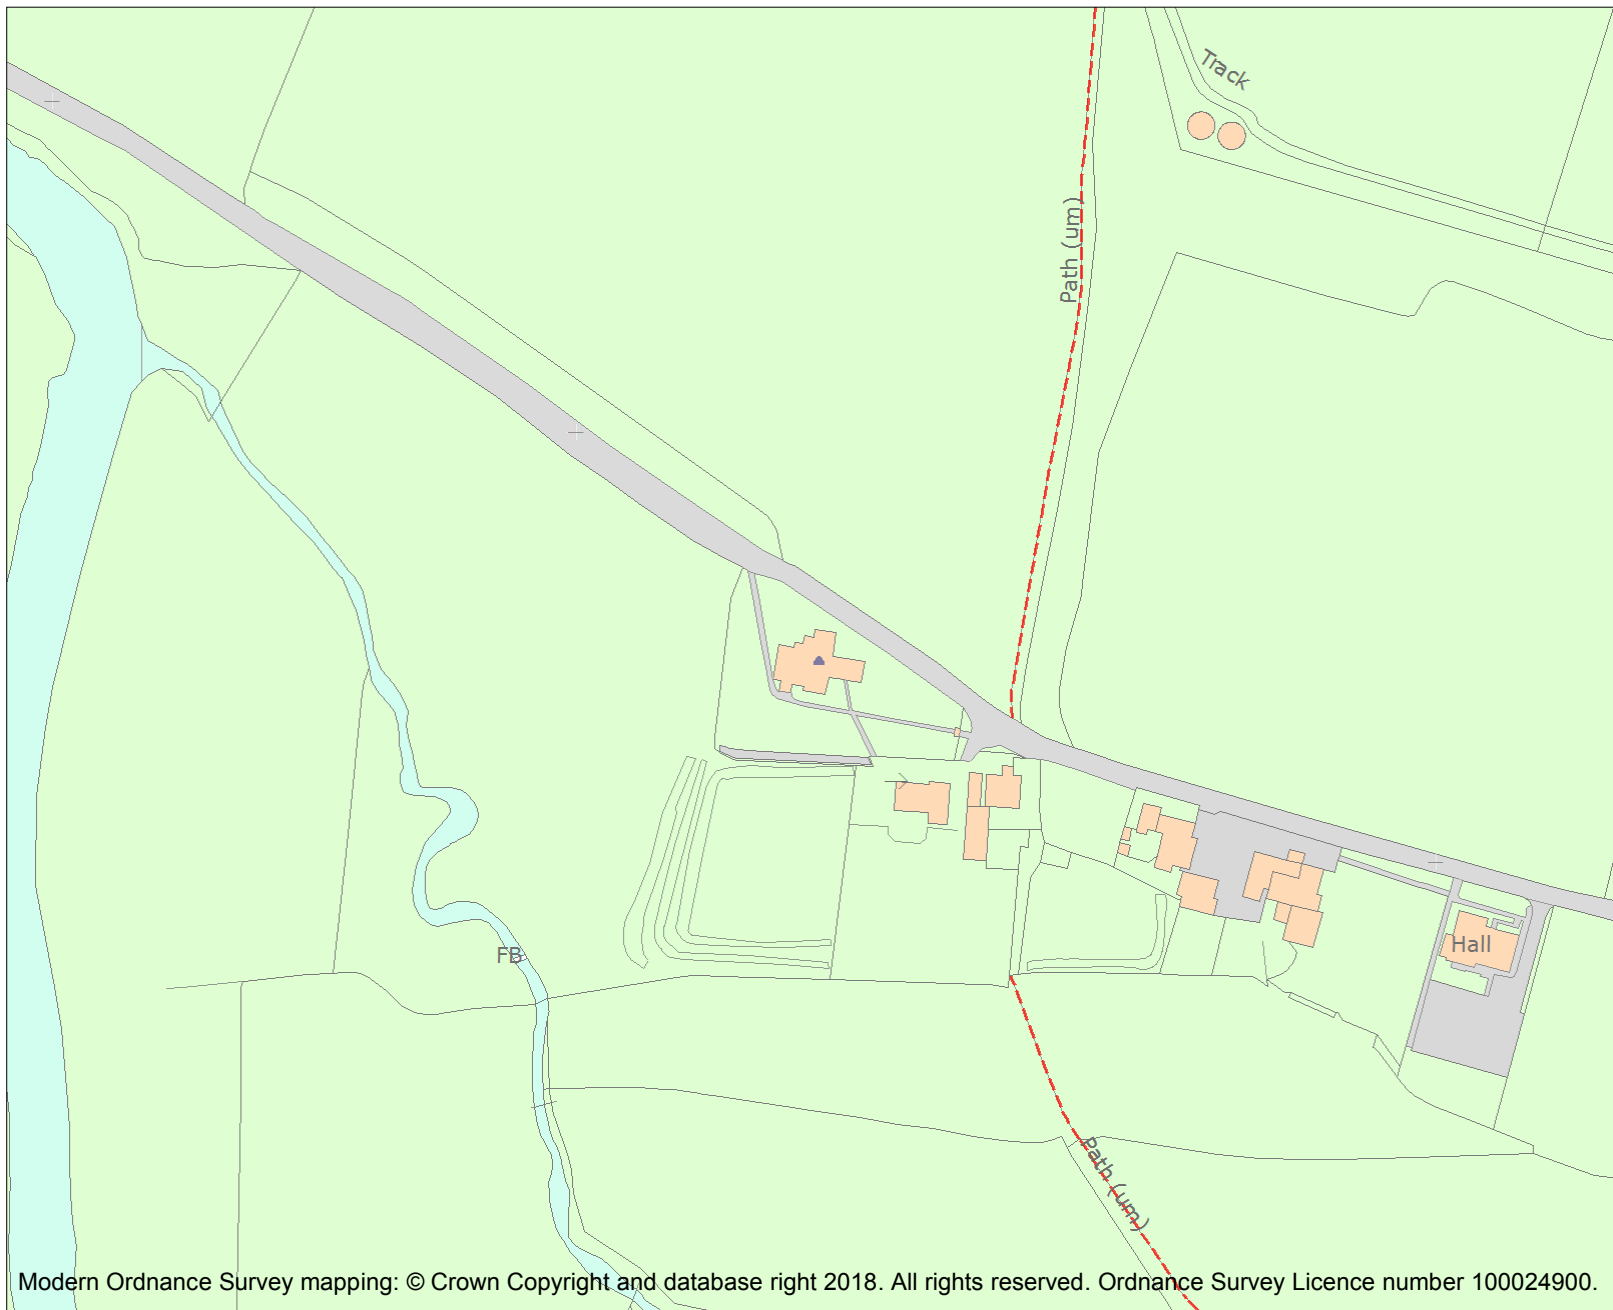 Track
Path (um)
FB
Hall
Path (um)
Modern Ordnance Survey mapping: © Crown Copyright and database right 2018. All rights reserved. Ordnance Survey Licence number 100024900.